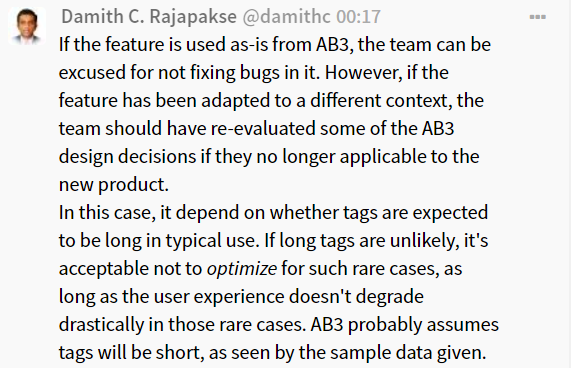 Damith C. Rajapakse @damithc 00:17
If the feature is used as-is from AB3, the team can be
excused for not fixing bugs in it. However, if the
feature has been adapted to a different context, the
team should have re-evaluated some of the AB3
design decisions if they no longer applicable to the
new product.
In this case, it depend on whether tags are expected
to be long in typical use. If long tags are unlikely, it's
acceptable not to optimize for such rare cases, as
long as the user experience doesn't degrade
drastically in those rare cases. AB3 probably assumes
tags will be short, as seen by the sample data given.